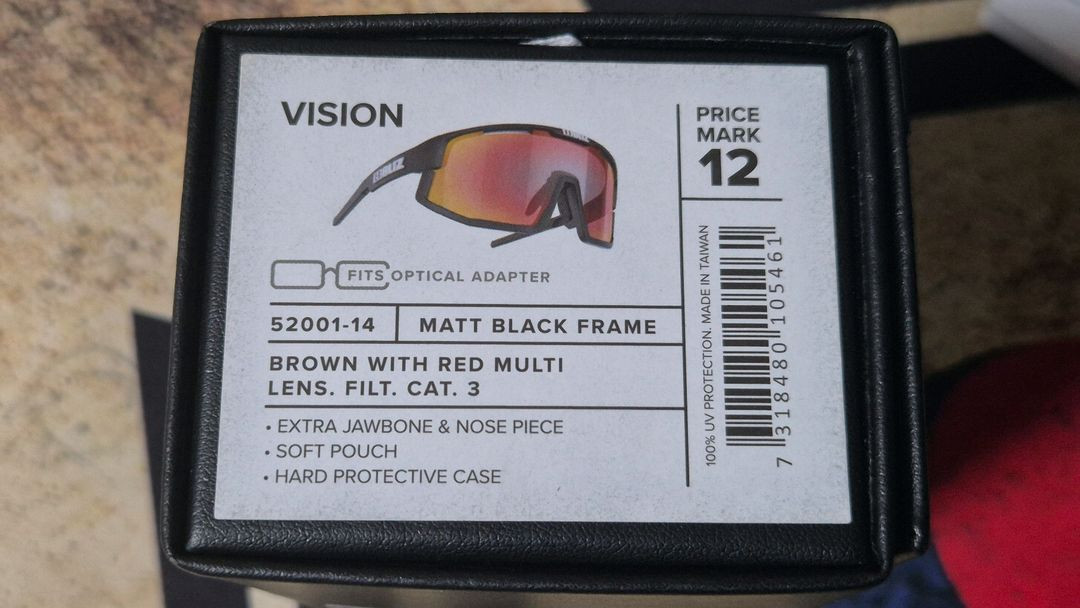 VISION
BLIZ
FITS OPTICAL ADAPTER
52001-14
MATT BLACK FRAME
BROWN WITH RED MULTI
LENS. FILT. CAT. 3
• EXTRA JAWBONE & NOSE PIECE
• SOFT POUCH
• HARD PROTECTIVE CASE
PRICE
MARK
12
100% UV PROTECTION. MADE IN TAIWAN
7 318480 105461